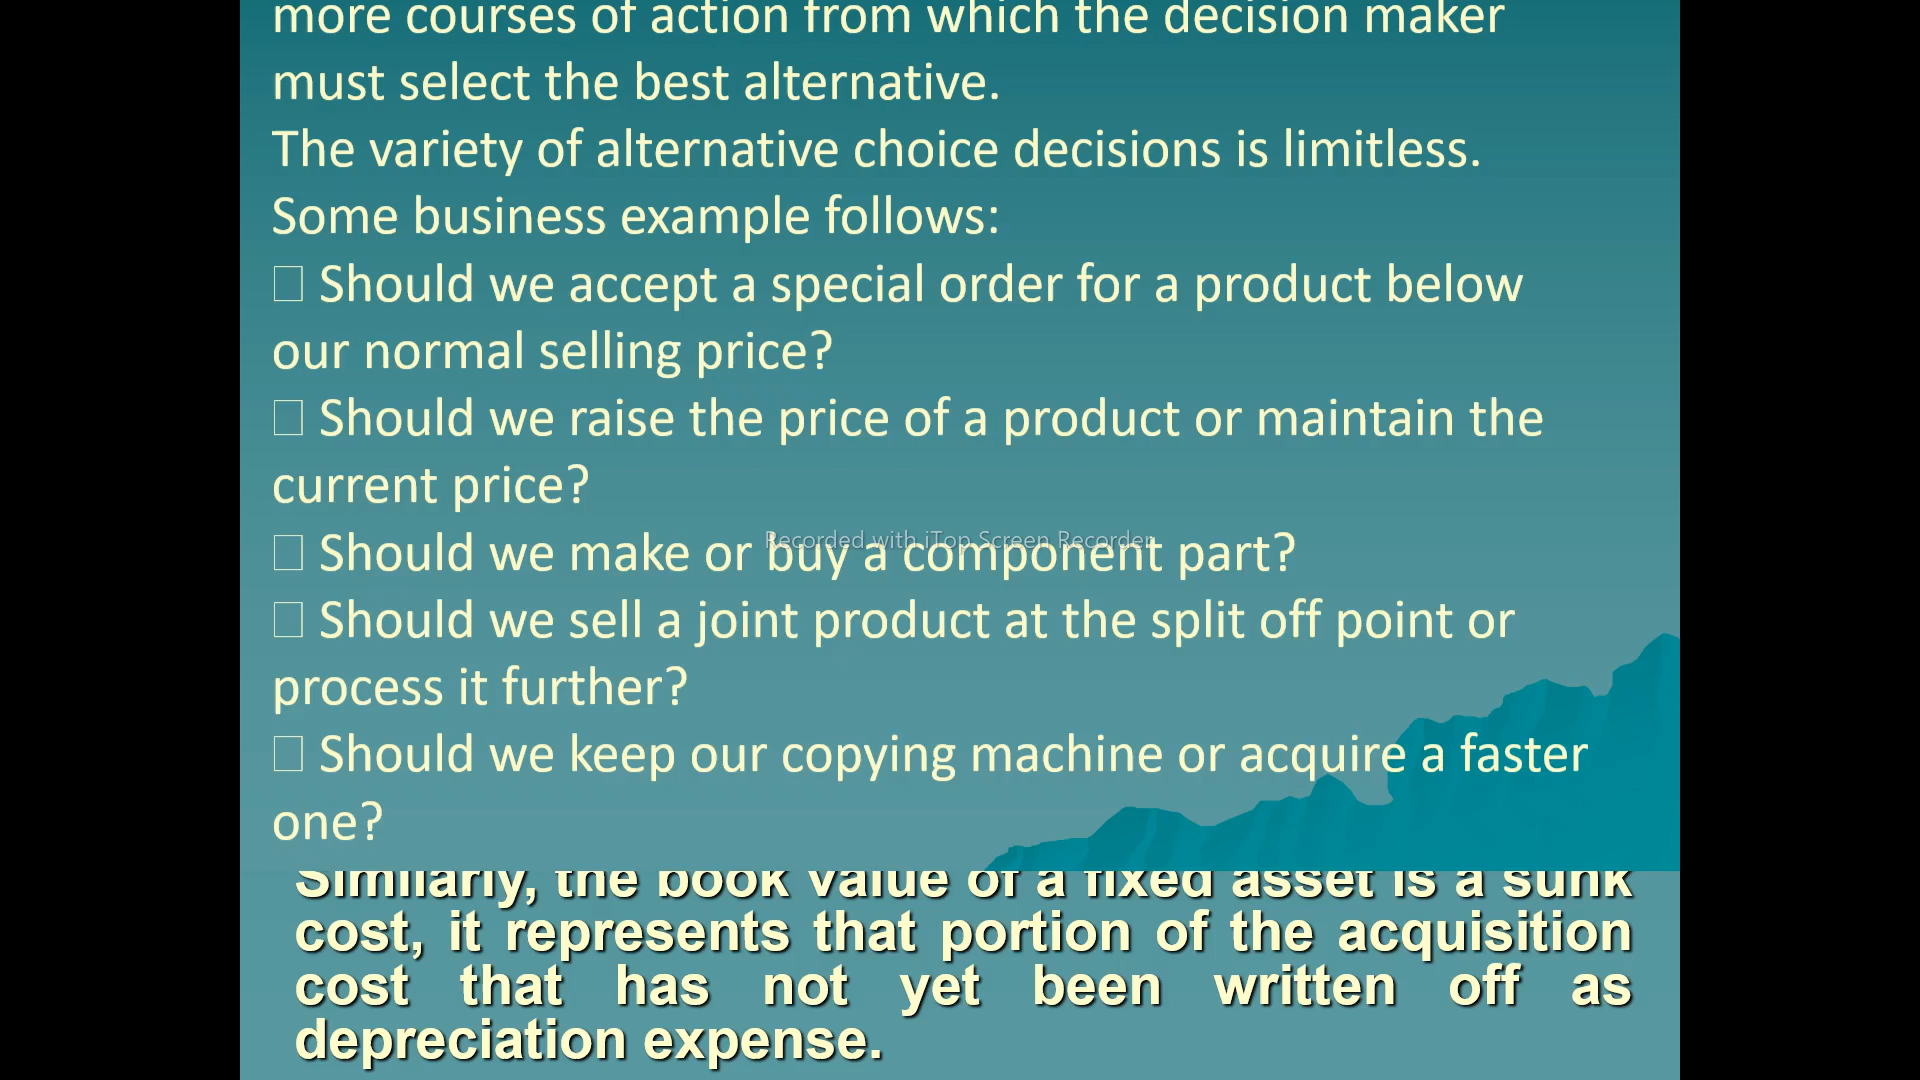 more courses of action from which the decision maker
must select the best alternative.
The variety of alternative choice decisions is limitless.
Some business example follows:
□ Should we accept a special order for a product below
our normal selling price?
□ Should we raise the price of a product or maintain the
current price?
Recorded with iTop Screen Recorder
□ Should we make or buy a component part?
□ Should we sell a joint product at the split off point or
process it further?
□ Should we keep our copying machine or acquire a faster
one?
Similarly, the book value of a fixed asset is a sunk
cost, it represents that portion of the acquisition
cost that has not yet been written off as
depreciation expense.